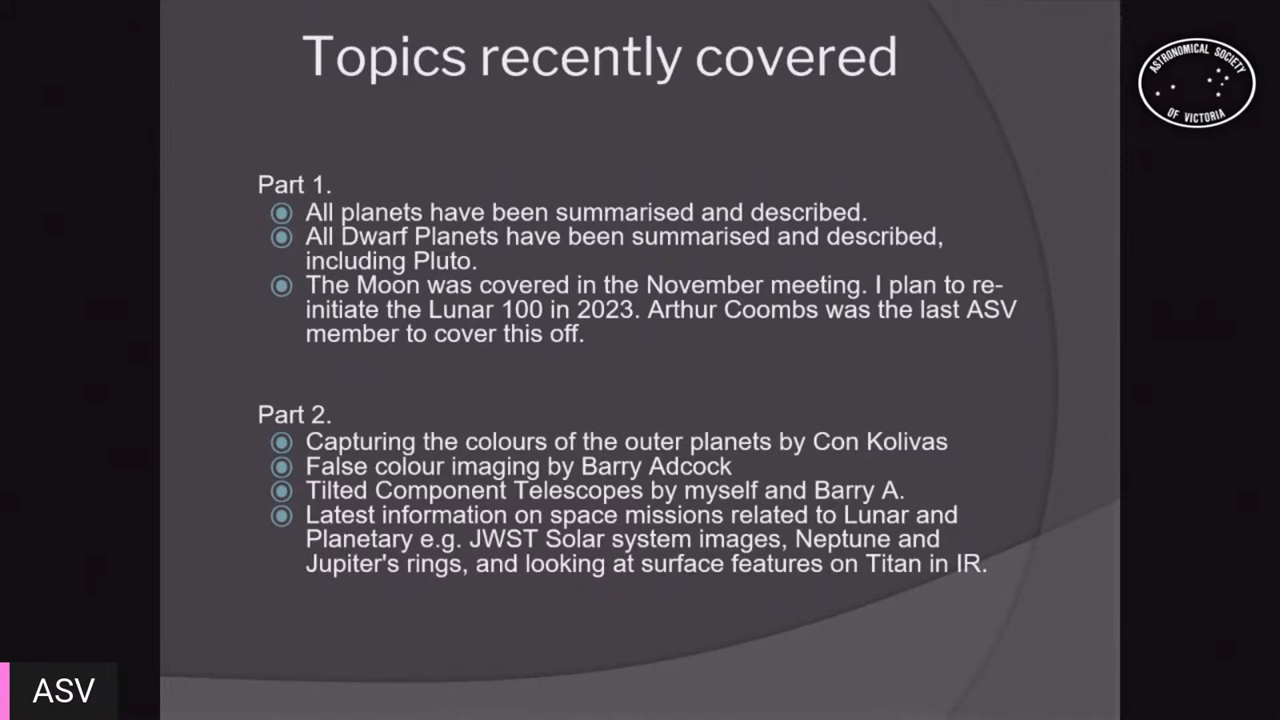 Topics recently covered
ASTRONOMICAL SOCIETY
OF VICTORIA
Part 1.
All planets have been summarised and described.
All Dwarf Planets have been summarised and described,
including Pluto.
The Moon was covered in the November meeting. I plan to re-
initiate the Lunar 100 in 2023. Arthur Coombs was the last ASV
member to cover this off.
Part 2.
Capturing the colours of the outer planets by Con Kolivas
False colour imaging by Barry Adcock
Tilted Component Telescopes by myself and Barry A.
Latest information on space missions related to Lunar and
Planetary e.g. JWST Solar system images, Neptune and
Jupiter's rings, and looking at surface features on Titan in IR.
ASV